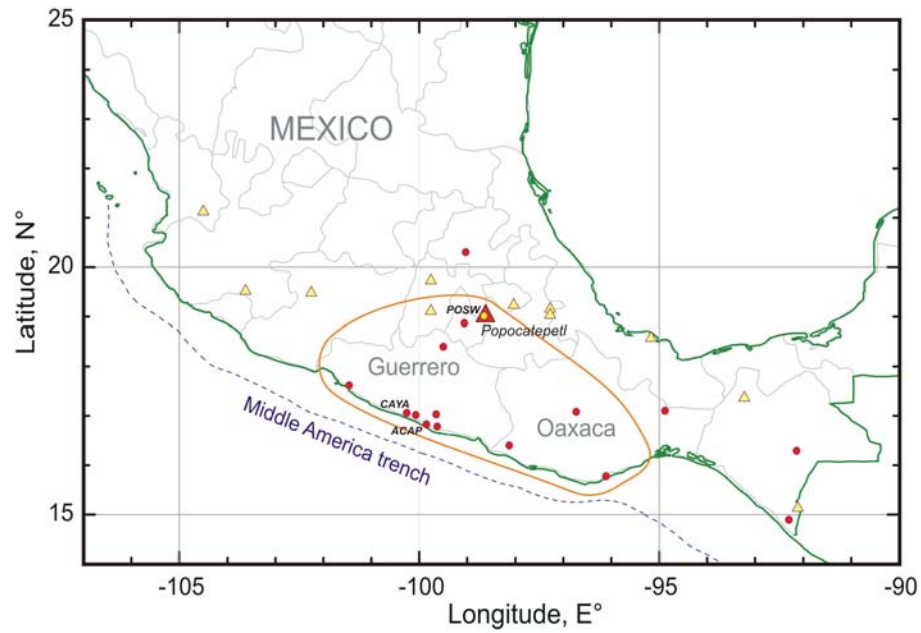 25
MEXICO
Latitude, N°
20
POSW
Popocatepetl
Guerrero
CAYA
ACAP
Oaxaca
Middle America trench
15
-105
-100
-95
-90
Longitude, E°